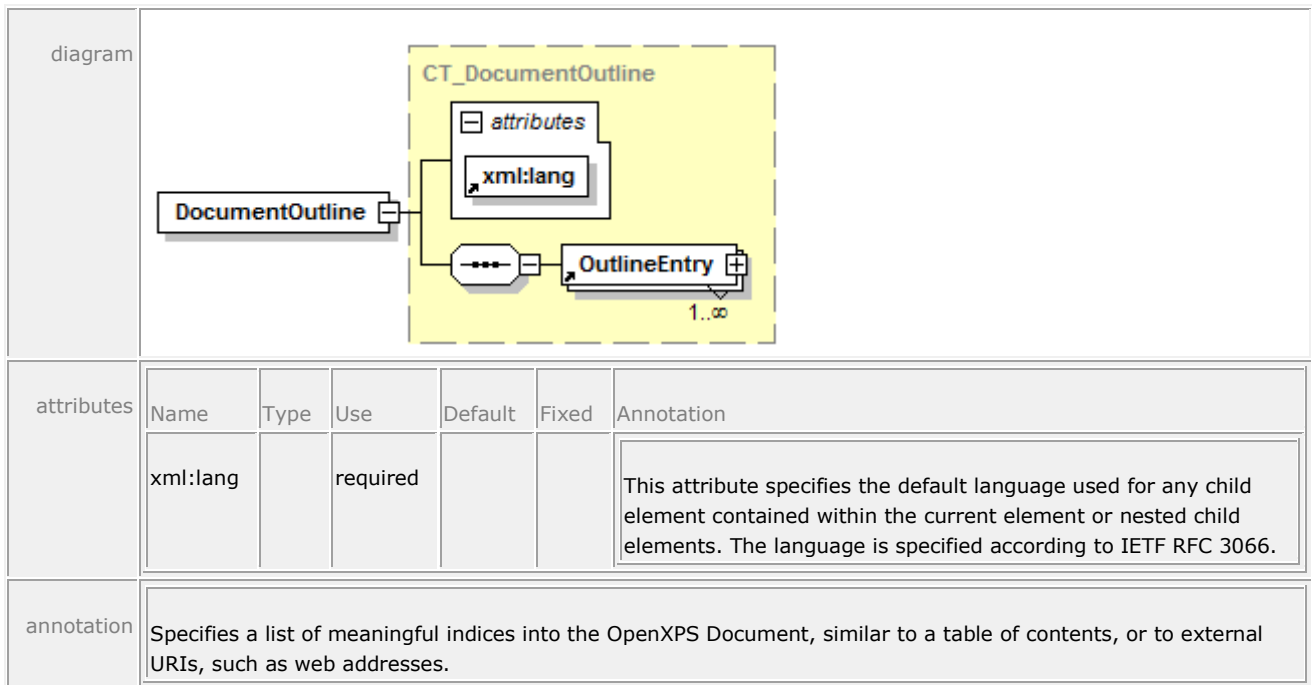 diagram
CT_DocumentOutline
attributes
xml:lang
DocumentOutline
OutlineEntry
1..∞
attributes
Name Type Use Default Fixed Annotation
xml:lang required This attribute specifies the default language used for any child
element contained within the current element or nested child
elements. The language is specified according to IETF RFC 3066.
annotation
Specifies a list of meaningful indices into the OpenXPS Document, similar to a table of contents, or to external
URIs, such as web addresses.